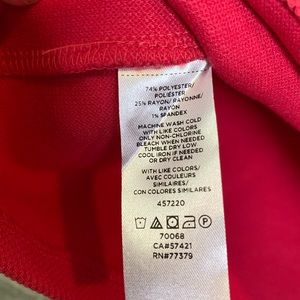 74% POLYESTER/
POLIÉSTER
25% RAYON/RAYONNE/
RAYÓN
1% SPANDEX
MACHINE WASH COLD
WITH LIKE COLORS
ONLY NON-CHLORINE
BLEACH WHEN NEEDED
TUMBLE DRY LOW
COOL IRON IF NEEDED
OR DRY CLEAN
WITH LIKE COLORS/
AVEC COULEURS
SIMILAIRES/
CON COLORES SIMILARES
457220
P
70068
CA#57421
RN#77379